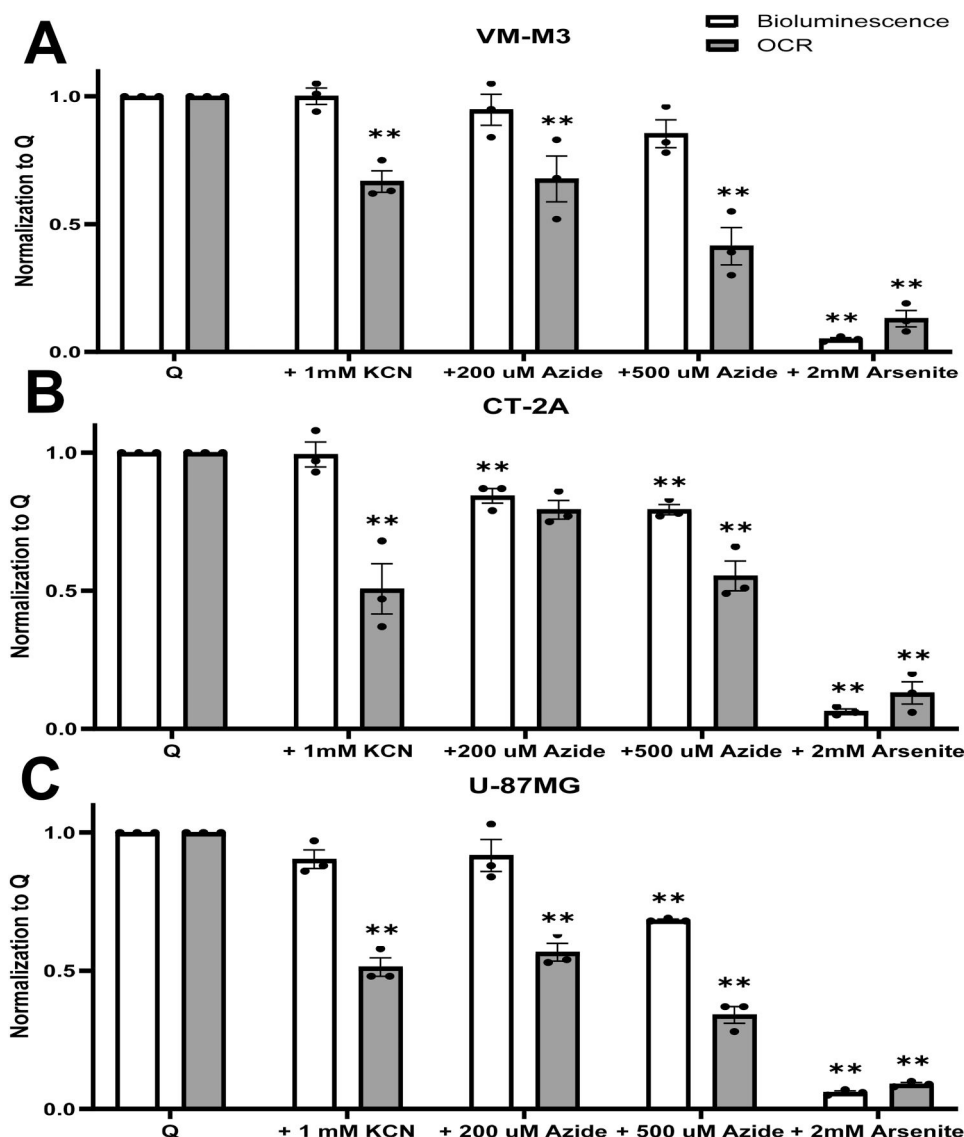 A
VM-M3
Bioluminescence
OCR
Normalization to Q
1.0
0.5
0.0
** ** ** ** **
Q + 1mM KCN +200 uM Azide +500 uM Azide + 2mM Arsenite
B
CT-2A
Normalization to Q
1.0
0.5
0.0
** ** ** ** ** **
Q + 1mM KCN +200 uM Azide +500 uM Azide + 2mM Arsenite
C
U-87MG
Normalization to Q
1.0
0.5
0.0
** ** ** ** ** **
Q + 1 mM KCN + 200 uM Azide + 500 uM Azide + 2mM Arsenite